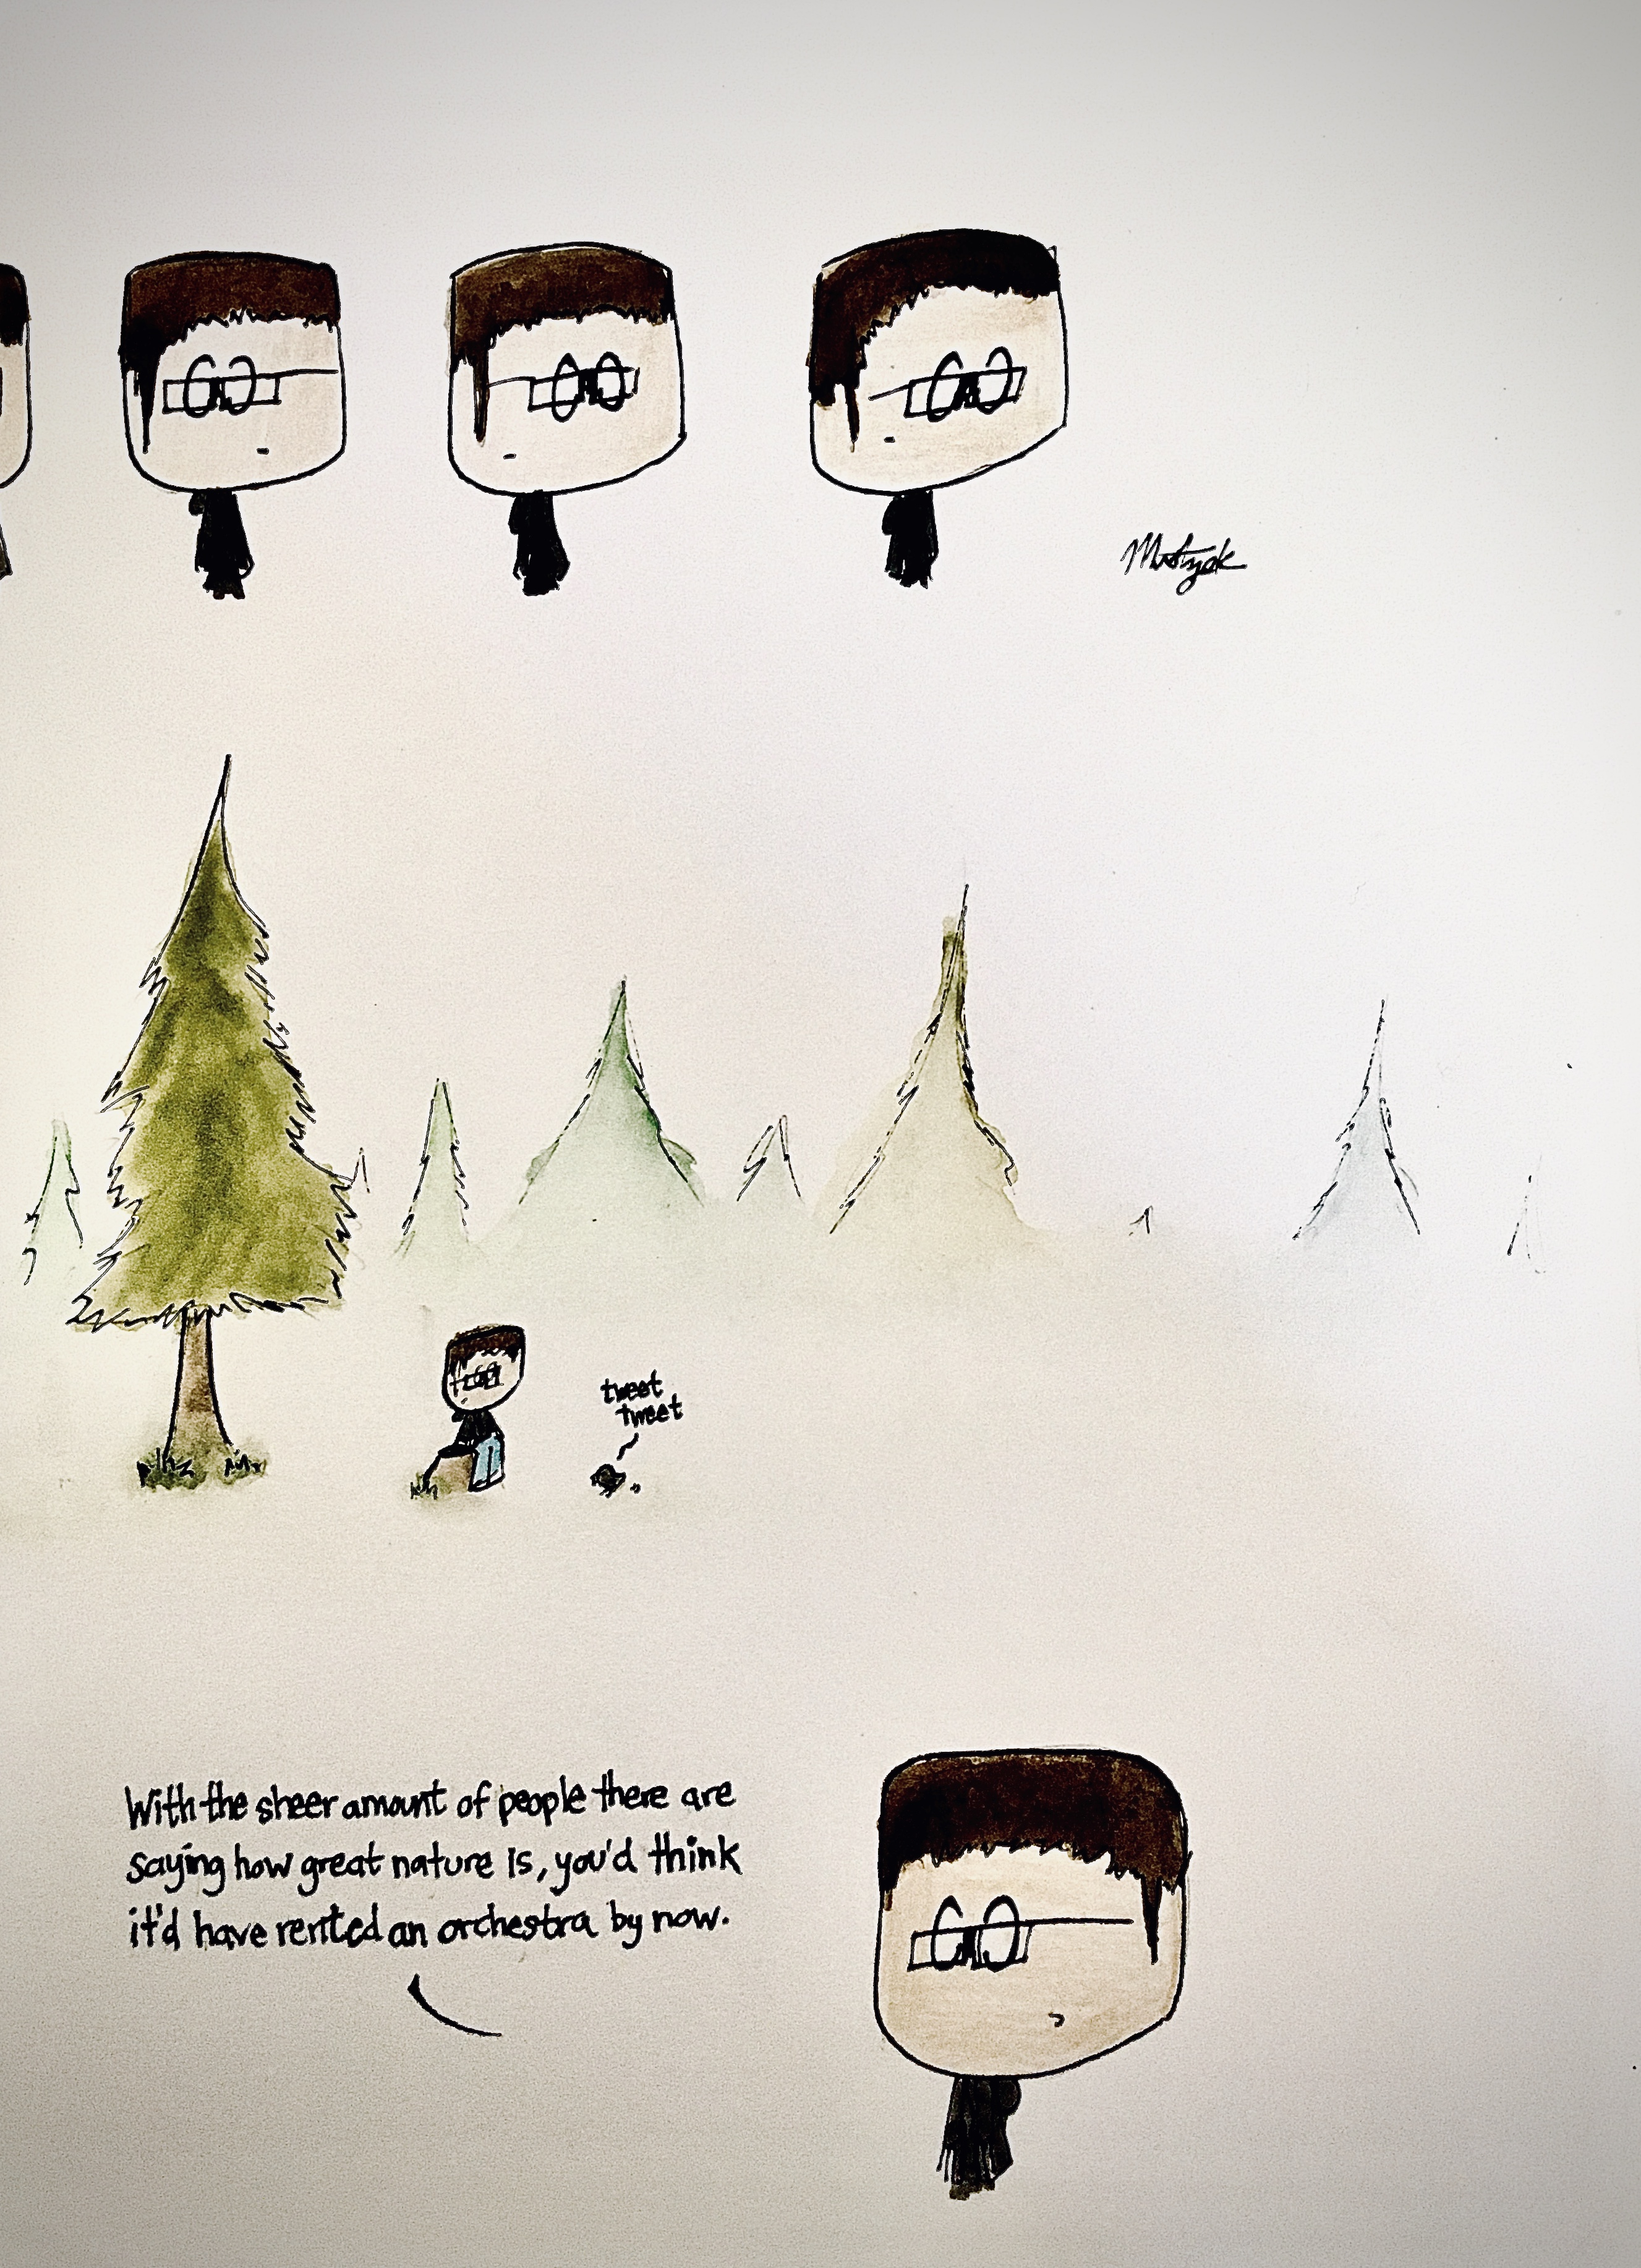 tweet
tweet
With the sheer amount of people there are
saying how great nature is, you'd think
it'd have rented an orchestra by now.